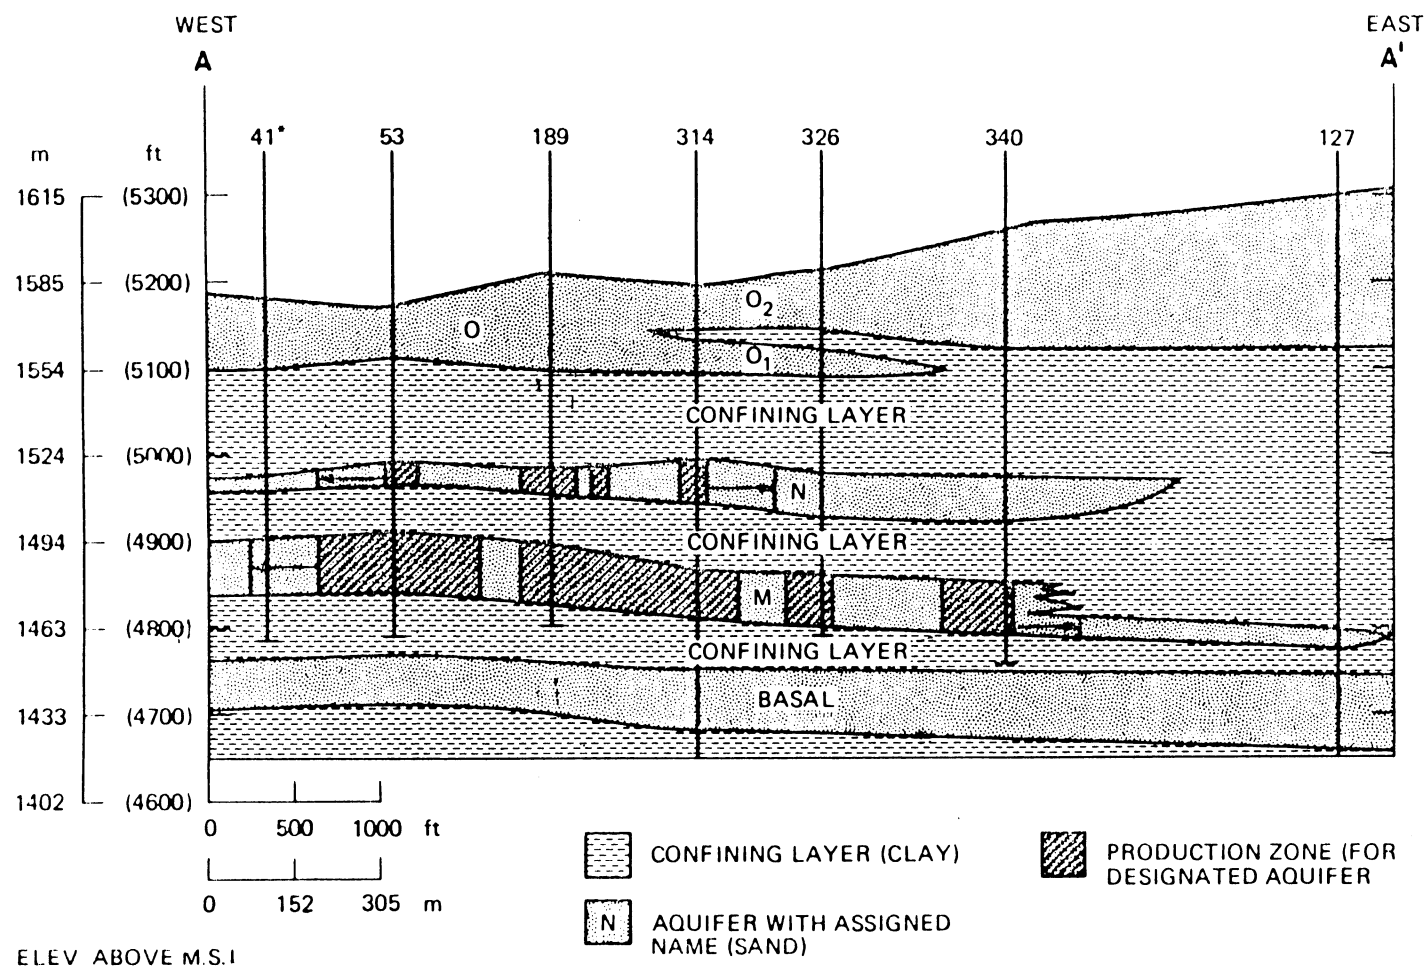 WEST
EAST
A
A'
41* 53 189 314 326 340 127
m ft
1615 (5300)
1585 (5200)
O2
O
O1
1554 (5100)
CONFINING LAYER
1524 (5000)
N
1494 (4900)
CONFINING LAYER
M
1463 (4800)
CONFINING LAYER
BASAL
1433 (4700)
1402 (4600)
0 500 1000 ft
0 152 305 m
CONFINING LAYER (CLAY)
N
AQUIFER WITH ASSIGNED
NAME (SAND)
PRODUCTION ZONE (FOR
DESIGNATED AQUIFER
ELEV ABOVE M.S.L